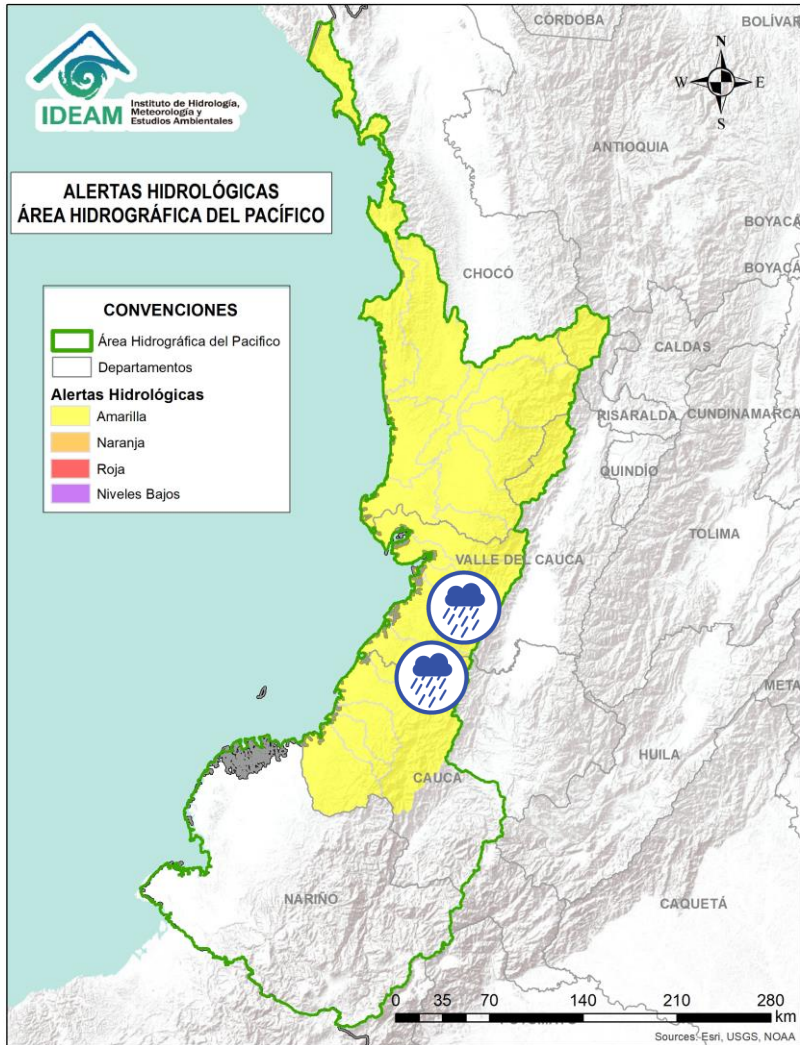 CÓRDOBA
BOLÍVAR
N
W
E
S
IDEAM
Instituto de Hidrología,
Meteorología y
Estudios Ambientales
ANTIOQUIA
ALERTAS HIDROLÓGICAS
ÁREA HIDROGRÁFICA DEL PACÍFICO
BOYACÁ
BOYACÁ
CHOCÓ
CONVENCIONES
Área Hidrográfica del Pacifico
Departamentos
Alertas Hidrológicas
Amarilla
Naranja
Roja
Niveles Bajos
CALDAS
RISARALDA
CUNDINAMARCA
QUINDÍO
TOLIMA
VALLE DEL CAUCA
META
HUILA
CAUCA
NARIÑO
CAQUETÁ
0 35 70 140 210 280
km
Sources: Esri, USGS, NOAA